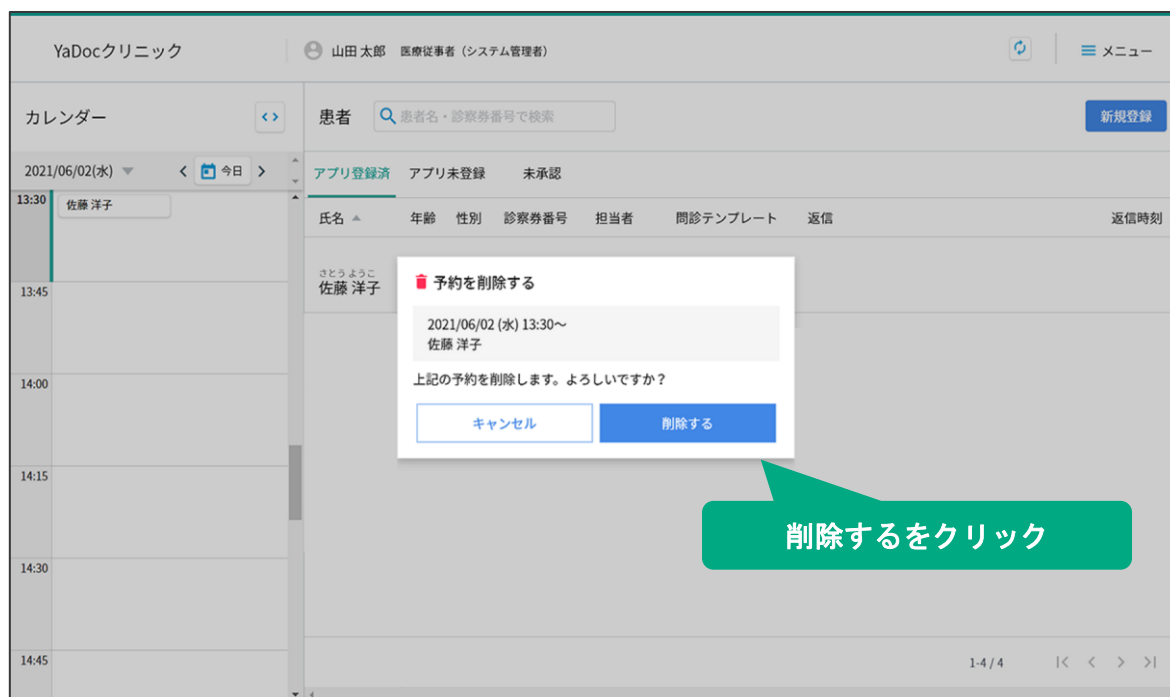 YaDocクリニック
山田 太郎 医療従事者（システム管理者）
メニュー
カレンダー
患者
患者名・診察券番号で検索
新規登録
2021/06/02(水)
今日
アプリ登録済 アプリ未登録 未承認
氏名 年齢 性別 診察券番号 担当者 問診テンプレート 返信 返信時刻
13:30
佐藤 洋子
13:45
14:00
14:15
14:30
14:45
さとう ようこ
佐藤 洋子
予約を削除する
2021/06/02 (水) 13:30～
佐藤 洋子
上記の予約を削除します。よろしいですか？
キャンセル
削除する
削除するをクリック
1-4 / 4